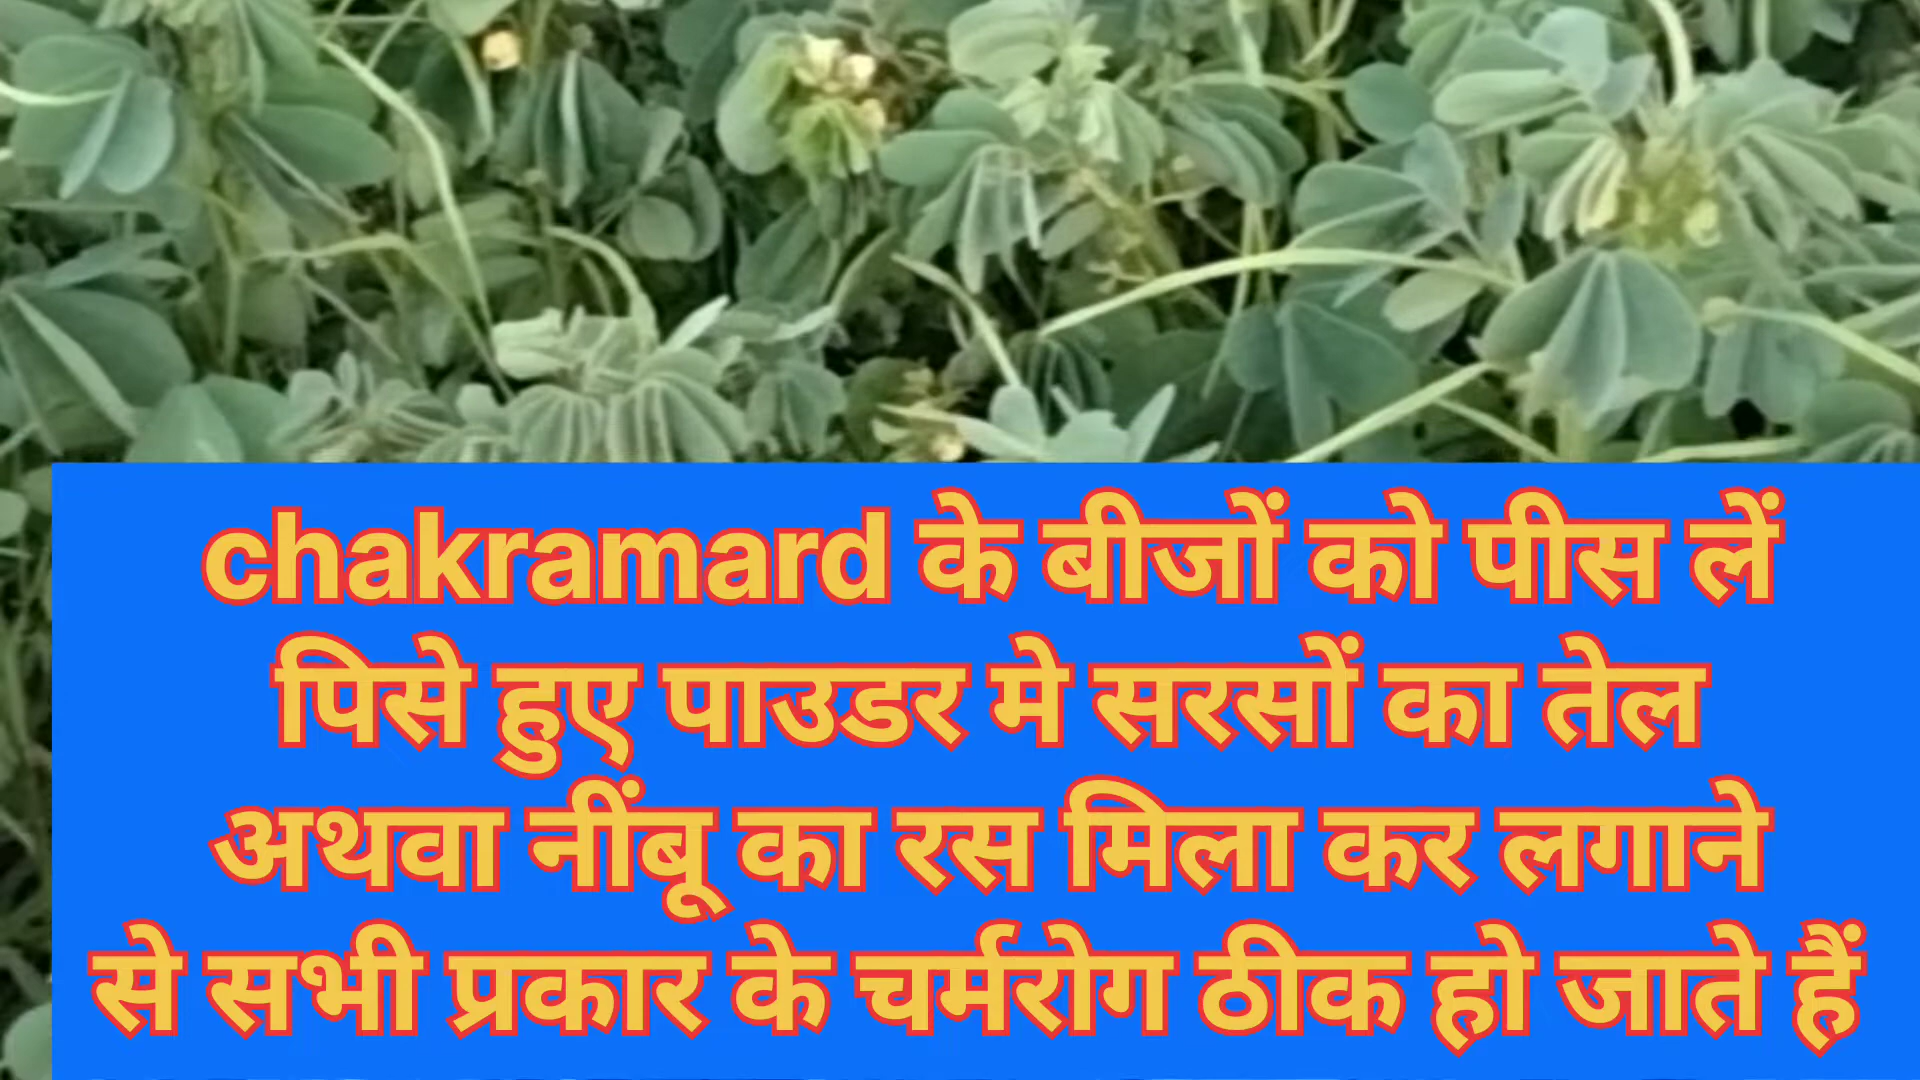 chakramard के बीजों को पीस लें
पिसे हुए पाउडर मे सरसों का तेल
अथवा नींबू का रस मिला कर लगाने
से सभी प्रकार के चर्मरोग ठीक हो जाते हैं